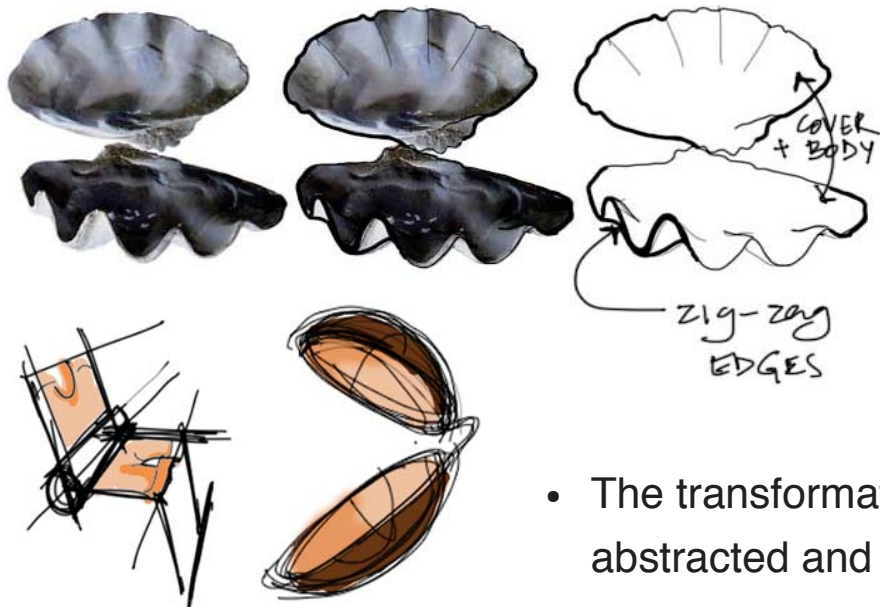 COVER
+ BODY
zig-zag
EDGES
• The transformat
abstracted and